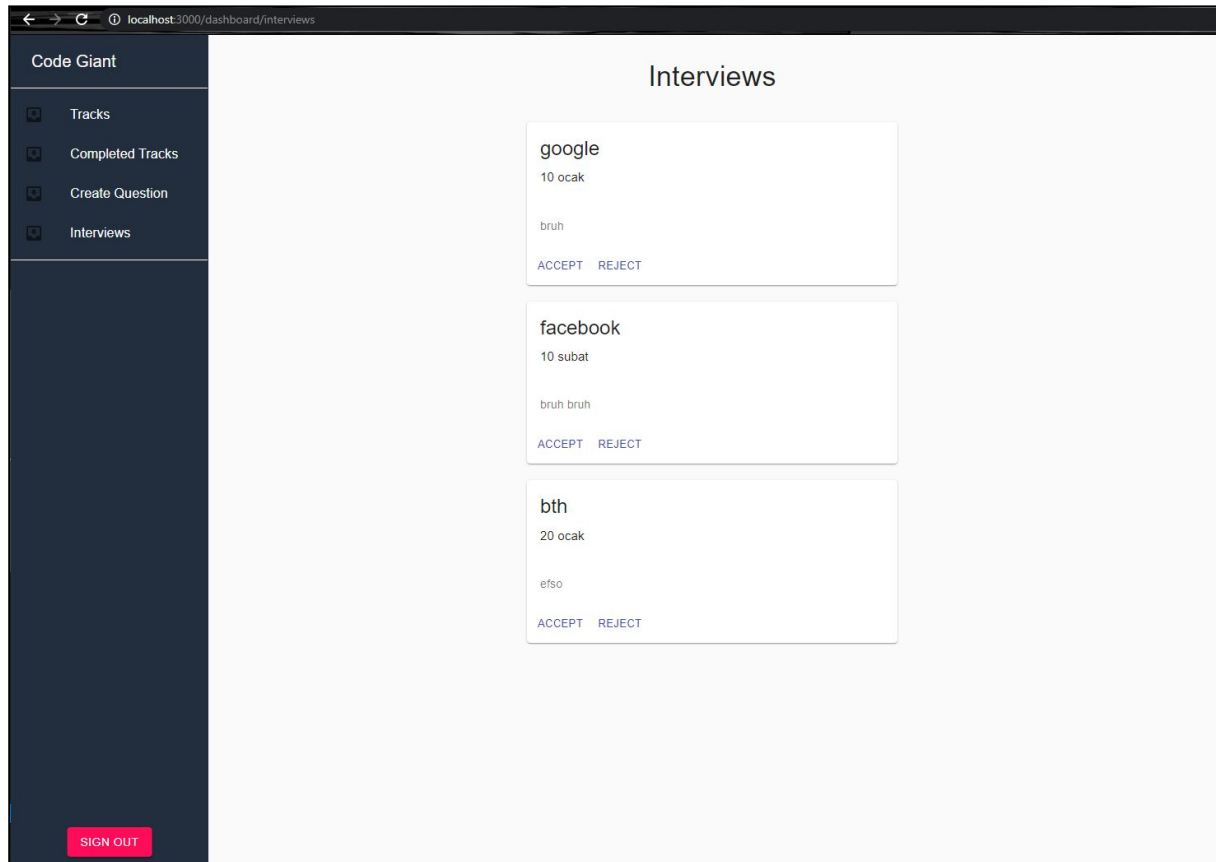 localhost:3000/dashboard/interviews
Code Giant
Tracks
Completed Tracks
Create Question
Interviews
SIGN OUT
Interviews
google
10 ocak
bruh
ACCEPT REJECT
facebook
10 subat
bruh bruh
ACCEPT REJECT
bth
20 ocak
efso
ACCEPT REJECT